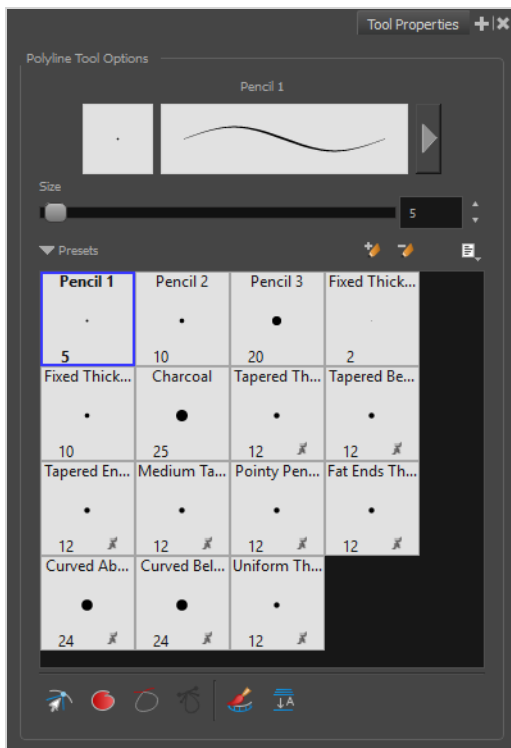 Tool Properties
Polyline Tool Options
Pencil 1
Size
5
Presets
Pencil 1 Pencil 2 Pencil 3 Fixed Thick...
5 10 20 2
Fixed Thick... Charcoal Tapered Th... Tapered Be...
10 25 12 12
Tapered En... Medium Ta... Pointy Pen... Fat Ends Th...
12 12 12 12
Curved Ab... Curved Bel... Uniform Th...
24 24 12
A